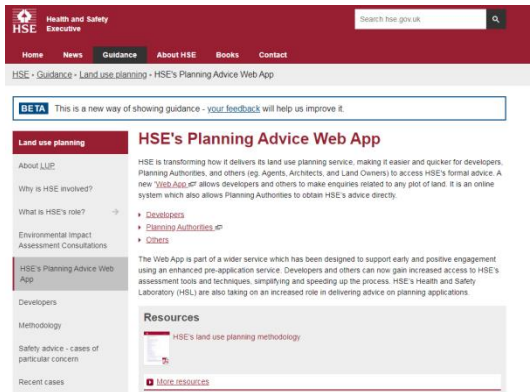 HSE
Health and Safety
Executive
Search hse.gov.uk
Home News Guidance About HSE Books Contact
HSE - Guidance - Land use planning - HSE's Planning Advice Web App
BETA This is a new way of showing guidance - your feedback will help us improve it.
Land use planning
About LUP
Why is HSE involved?
What is HSE's role?
Environmental Impact
Assessment Consultations
HSE's Planning Advice Web
App
Developers
Methodology
Safety advice - cases of
particular concern
Recent cases
HSE's Planning Advice Web App
HSE is transforming how it delivers its land use planning service, making it easier and quicker for developers,
Planning Authorities, and others (eg. Agents, Architects, and Land Owners) to access HSE's formal advice. A
new 'Web App' allows developers and others to make enquiries related to any plot of land. It is an online
system which also allows Planning Authorities to obtain HSE's advice directly.
Developers
Planning Authorities
Others
The Web App is part of a wider service which has been designed to support early and positive engagement
using an enhanced pre-application service. Developers and others can now gain increased access to HSE's
assessment tools and techniques, simplifying and speeding up the process. HSE's Health and Safety
Laboratory (HSL) are also taking on an increased role in delivering advice on planning applications.
Resources
HSE's land use planning methodology
More resources